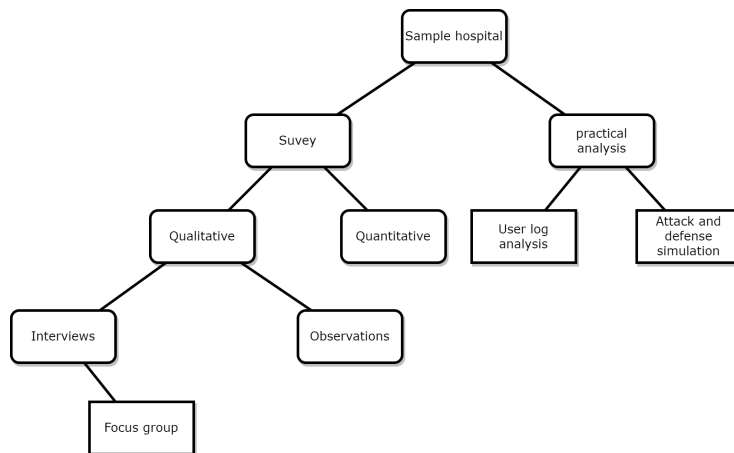 Sample hospital
Suvey
practical
analysis
Qualitative
Quantitative
User log
analysis
Attack and
defense
simulation
Interviews
Observations
Focus group